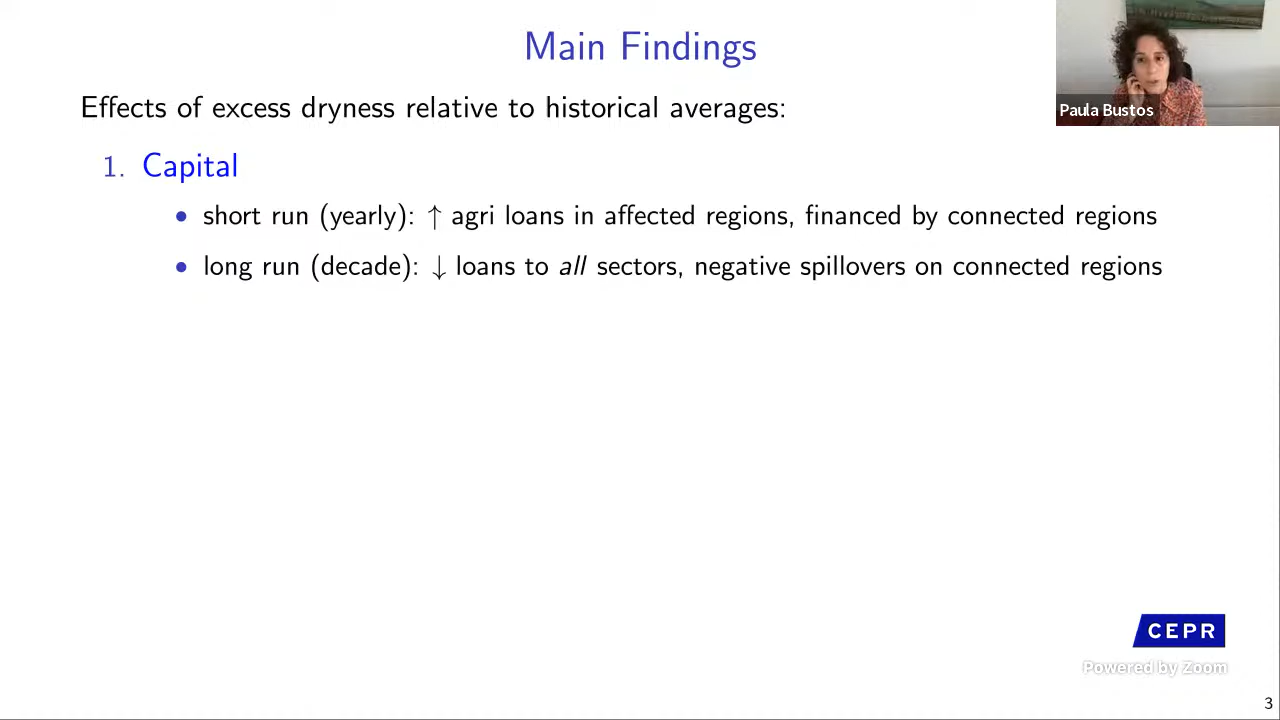 Main Findings
Paula Bustos
Effects of excess dryness relative to historical averages:
1. Capital
• short run (yearly): ↑ agri loans in affected regions, financed by connected regions
• long run (decade): ↓ loans to all sectors, negative spillovers on connected regions
CEPR
Powered by Zoom
3